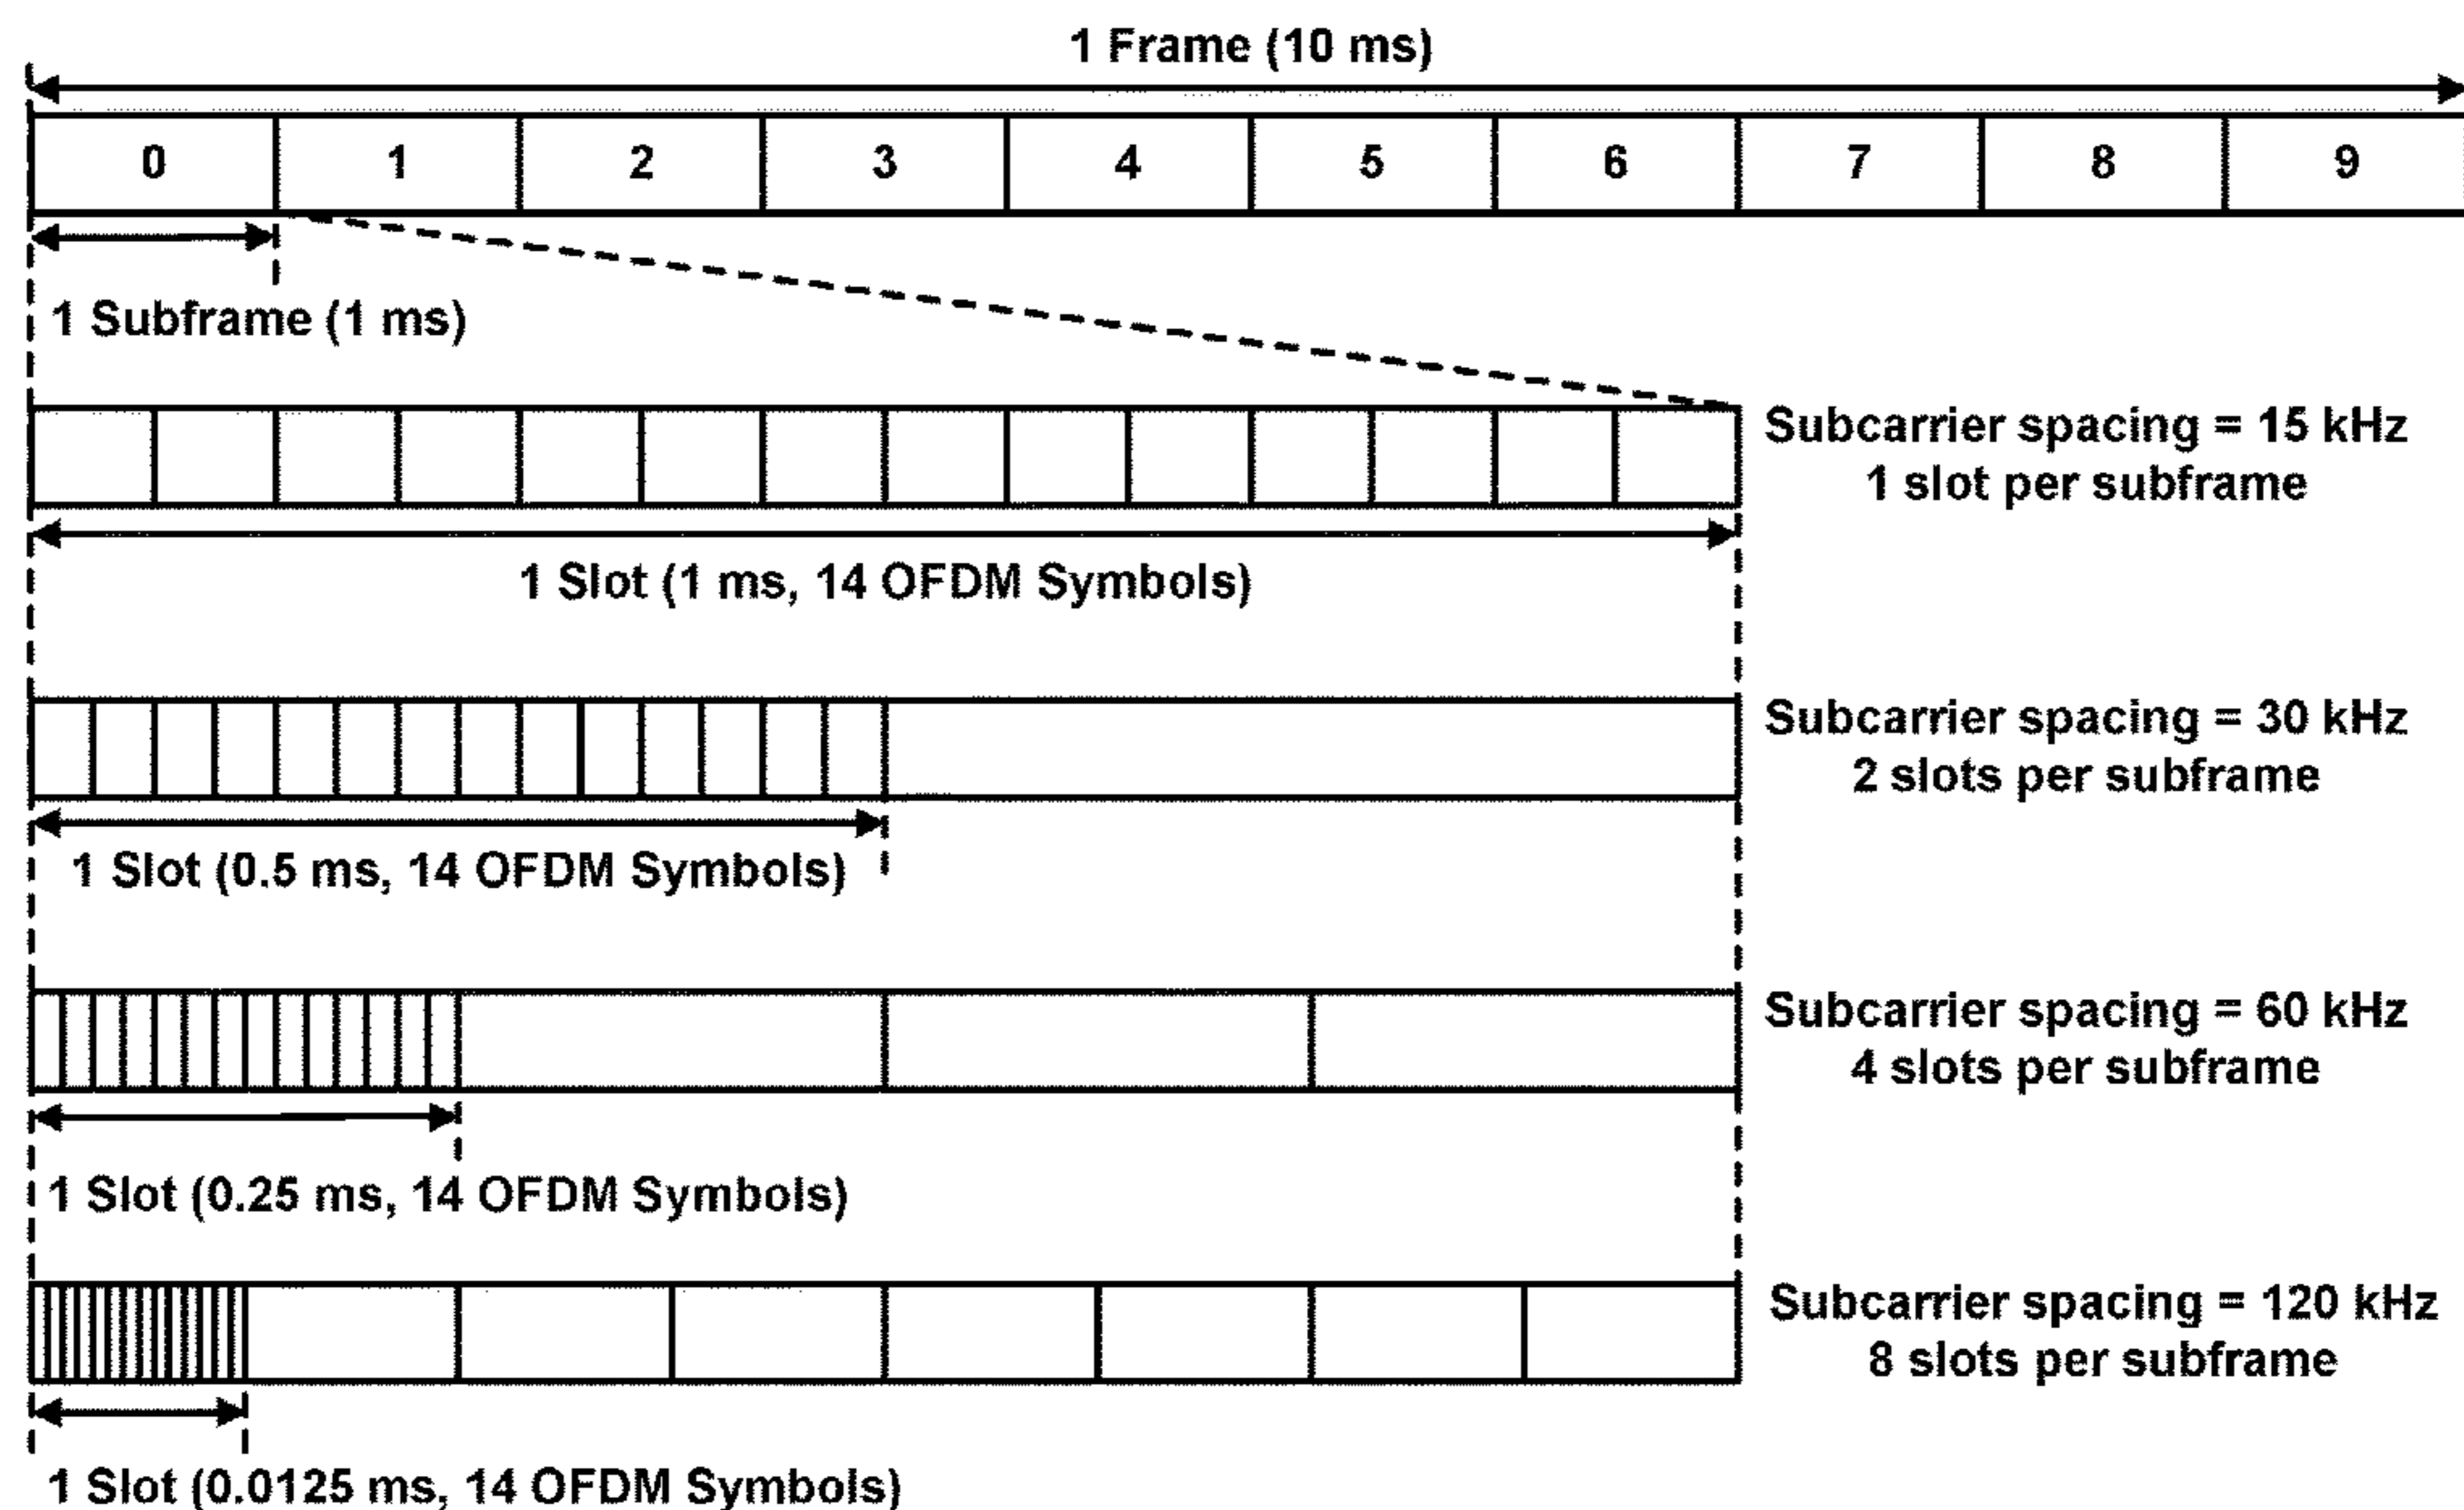 1 Frame (10 ms)
0 1 2 3 4 5 6 7 8 9
1 Subframe (1 ms)
Subcarrier spacing = 15 kHz
1 slot per subframe
1 Slot (1 ms, 14 OFDM Symbols)
Subcarrier spacing = 30 kHz
2 slots per subframe
1 Slot (0.5 ms, 14 OFDM Symbols)
Subcarrier spacing = 60 kHz
4 slots per subframe
1 Slot (0.25 ms, 14 OFDM Symbols)
Subcarrier spacing = 120 kHz
8 slots per subframe
1 Slot (0.0125 ms, 14 OFDM Symbols)